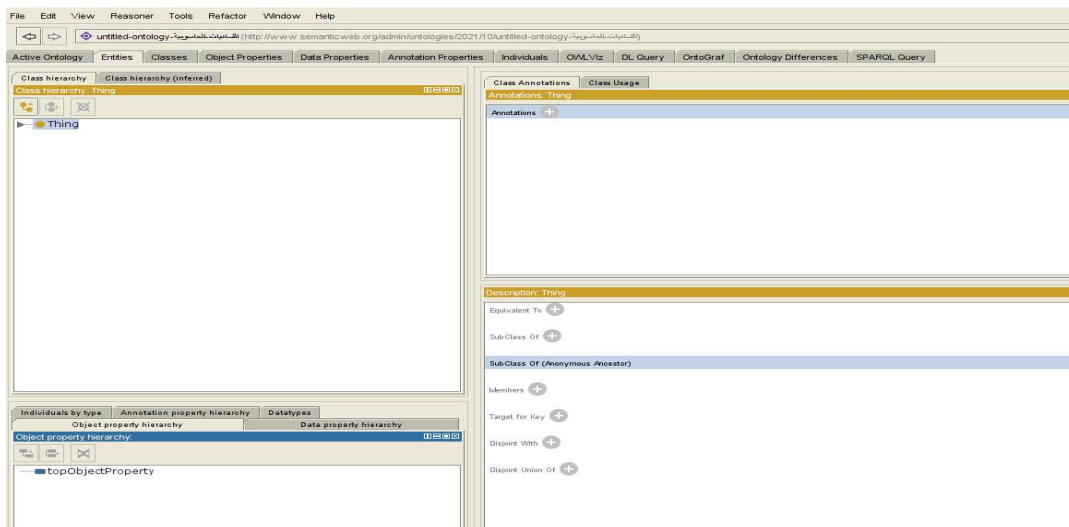 File Edit View Reasoner Tools Refactor Window Help
untitled-ontology-اللسانيات-الحاسوبية (http://www.semanticweb.org/admin/ontologies/2021/10/untitled-ontology-اللسانيات-الحاسوبية)
Active Ontology Entities Classes Object Properties Data Properties Annotation Properties Individuals OWLViz DL Query OntoGraf Ontology Differences SPARQL Query
Class hierarchy Class hierarchy (inferred)
Class hierarchy: Thing
Thing
Class Annotations Class Usage
Annotations: Thing
Annotations
Description: Thing
Equivalent To
SubClass Of
SubClass Of (Anonymous Ancestor)
Members
Target for Key
Disjoint With
Disjoint Union Of
Individuals by type Annotation property hierarchy Datatypes
Object property hierarchy Data property hierarchy
Object property hierarchy:
topObjectProperty